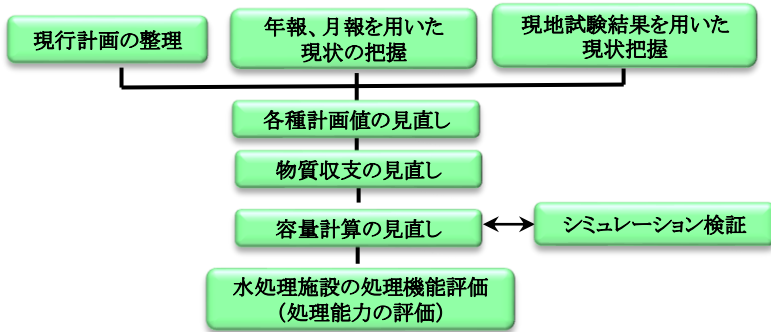 現行計画の整理
年報、月報を用いた
現状の把握
現地試験結果を用いた
現状把握
各種計画値の見直し
物質収支の見直し
容量計算の見直し
シミュレーション検証
水処理施設の処理機能評価
（処理能力の評価）